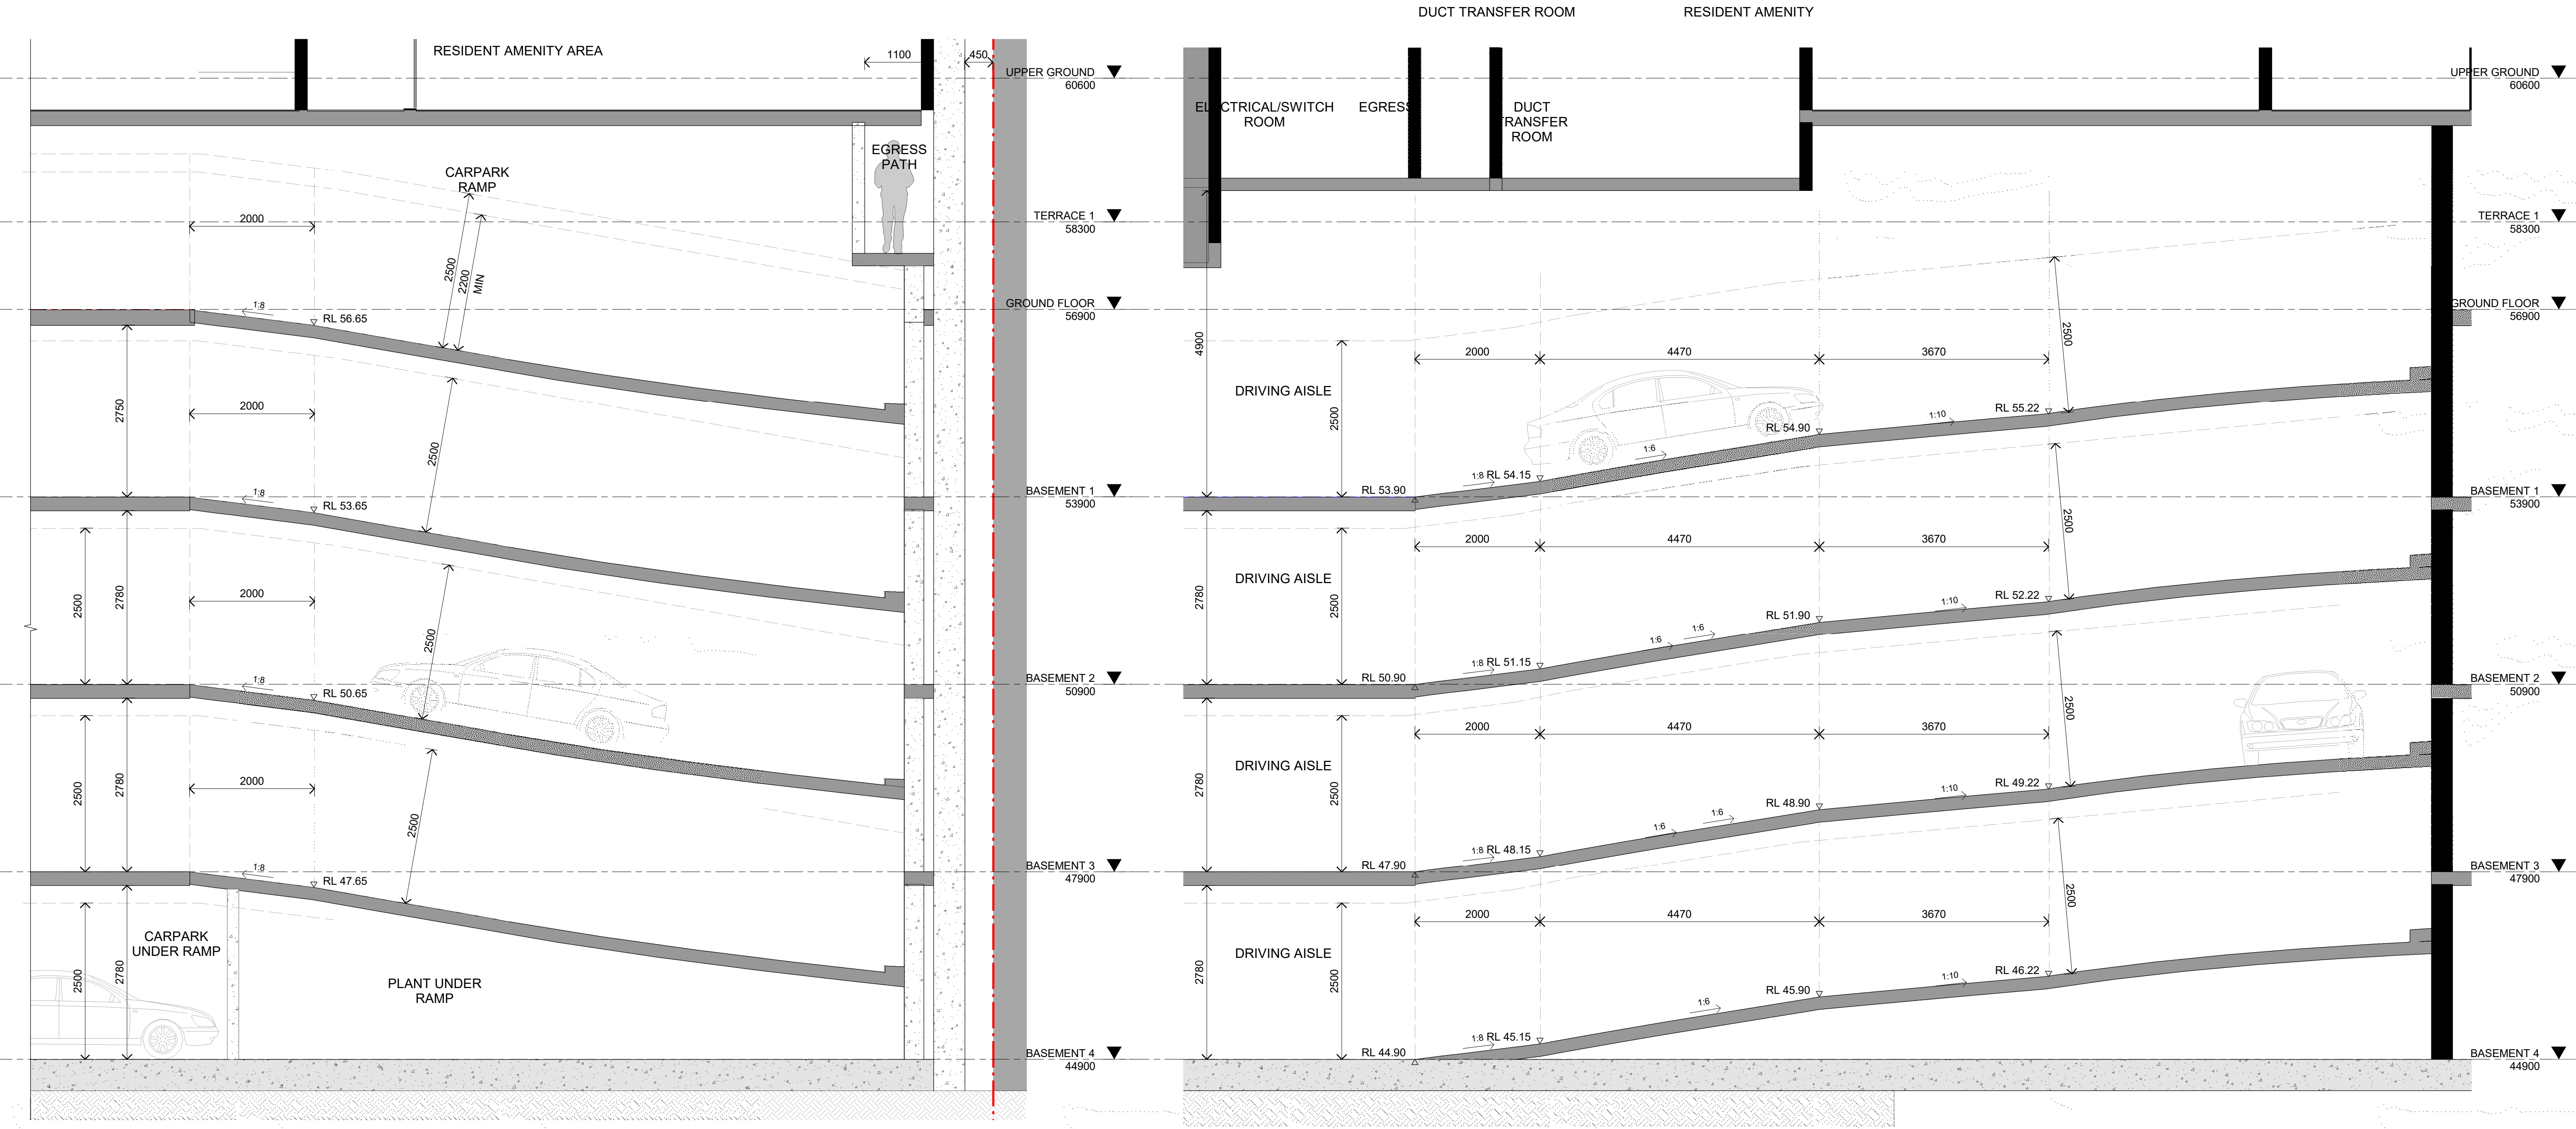 DUCT TRANSFER ROOM
RESIDENT AMENITY
RESIDENT AMENITY AREA
1100
450
UPPER GROUND
60600
EGRESS
PATH
CARPARK
RAMP
2000
TERRACE 1
58300
2500
2200
MIN
1:8
RL 56.65
GROUND FLOOR
56900
2750
2000
2500
1:8
RL 53.65
BASEMENT 1
53900
2500
2780
2000
2500
1:8
RL 50.65
BASEMENT 2
50900
2500
2780
2000
2500
1:8
RL 47.65
BASEMENT 3
47900
CARPARK
UNDER RAMP
2500
2780
PLANT UNDER
RAMP
BASEMENT 4
44900
ELECTRICAL/SWITCH
ROOM
EGRESS
DUCT
TRANSFER
ROOM
UPPER GROUND
60600
TERRACE 1
58300
GROUND FLOOR
56900
4900
2000
4470
3670
2500
DRIVING AISLE
2500
RL 53.90
1:8
RL 54.15
1:6
RL 54.90
1:10
RL 55.22
BASEMENT 1
53900
2780
2000
4470
3670
2500
DRIVING AISLE
2500
RL 50.90
1:8
RL 51.15
1:6
1:6
RL 51.90
1:10
RL 52.22
BASEMENT 2
50900
2780
2000
4470
3670
2500
DRIVING AISLE
2500
RL 47.90
1:8
RL 48.15
1:6
1:6
RL 48.90
1:10
RL 49.22
BASEMENT 3
47900
2780
2000
4470
3670
2500
DRIVING AISLE
2500
RL 44.90
1:8
RL 45.15
1:6
RL 45.90
1:10
RL 46.22
BASEMENT 4
44900